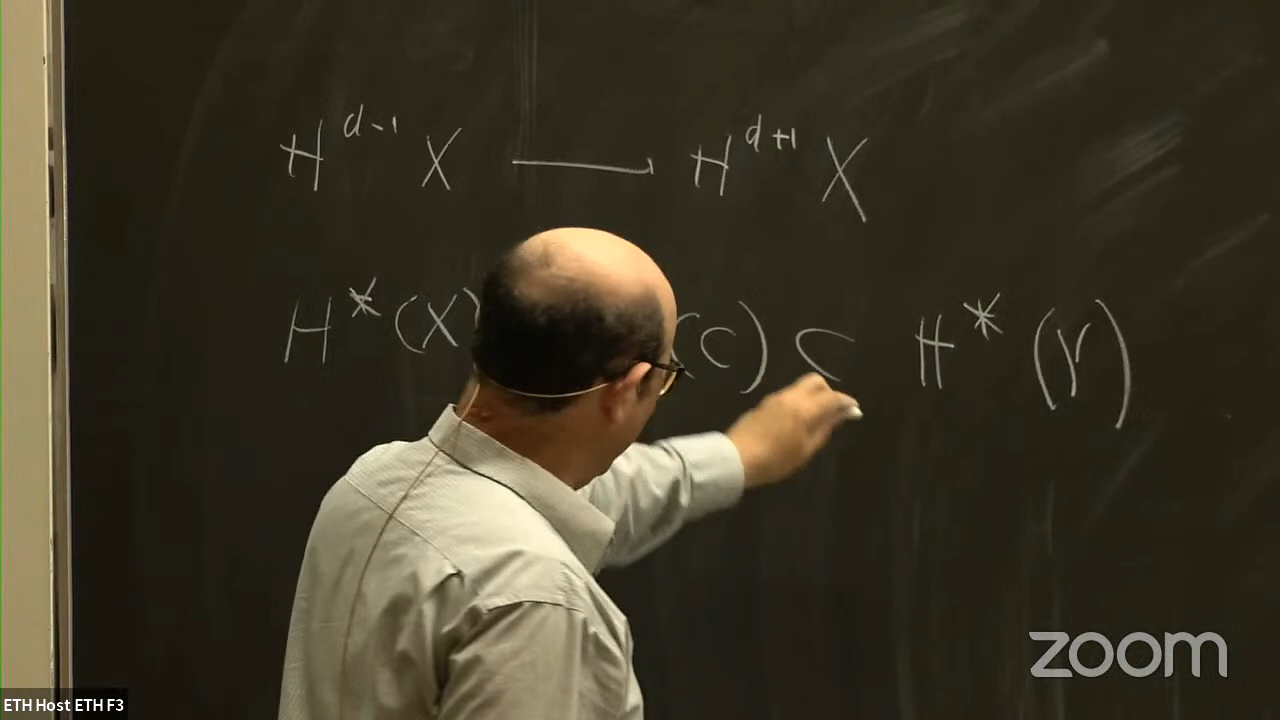 H^{d-1} X ⟶ H^{d+1} X
H^*(X) (C) ⊂ H^*(Y)
zoom
ETH Host ETH F3